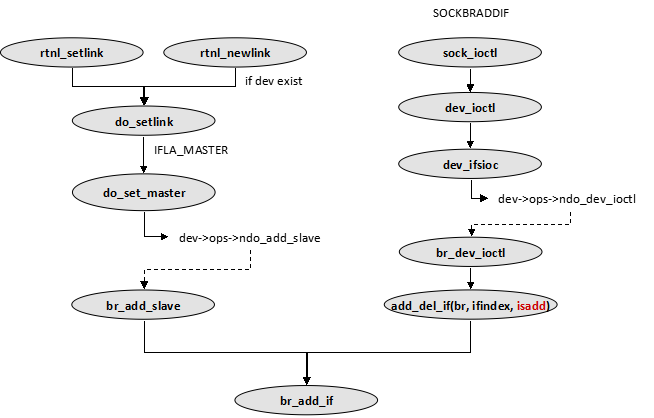 SOCKBRADDIF
rtnl_setlink
rtnl_newlink
sock_ioctl
if dev exist
dev_ioctl
do_setlink
IFLA_MASTER
dev_ifsioc
do_set_master
dev->ops->ndo_dev_ioctl
dev->ops->ndo_add_slave
br_dev_ioctl
br_add_slave
add_del_if(br, ifindex, isadd)
br_add_if